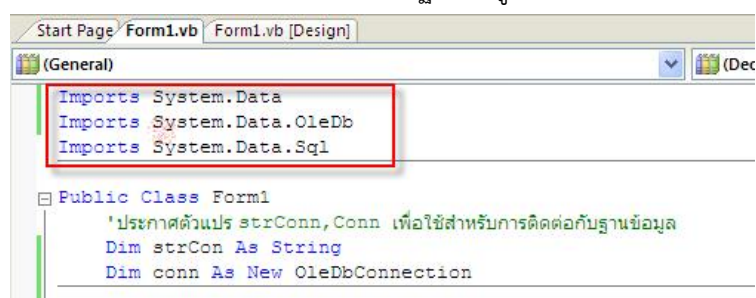 Start Page Form1.vb Form1.vb [Design]
(General) (Dec
Imports System.Data
Imports System.Data.OleDb
Imports System.Data.Sql
Public Class Form1
'ประกาศตัวแปร strConn,Conn เพื่อใช้สำหรับการติดต่อกับฐานข้อมูล
Dim strCon As String
Dim conn As New OleDbConnection